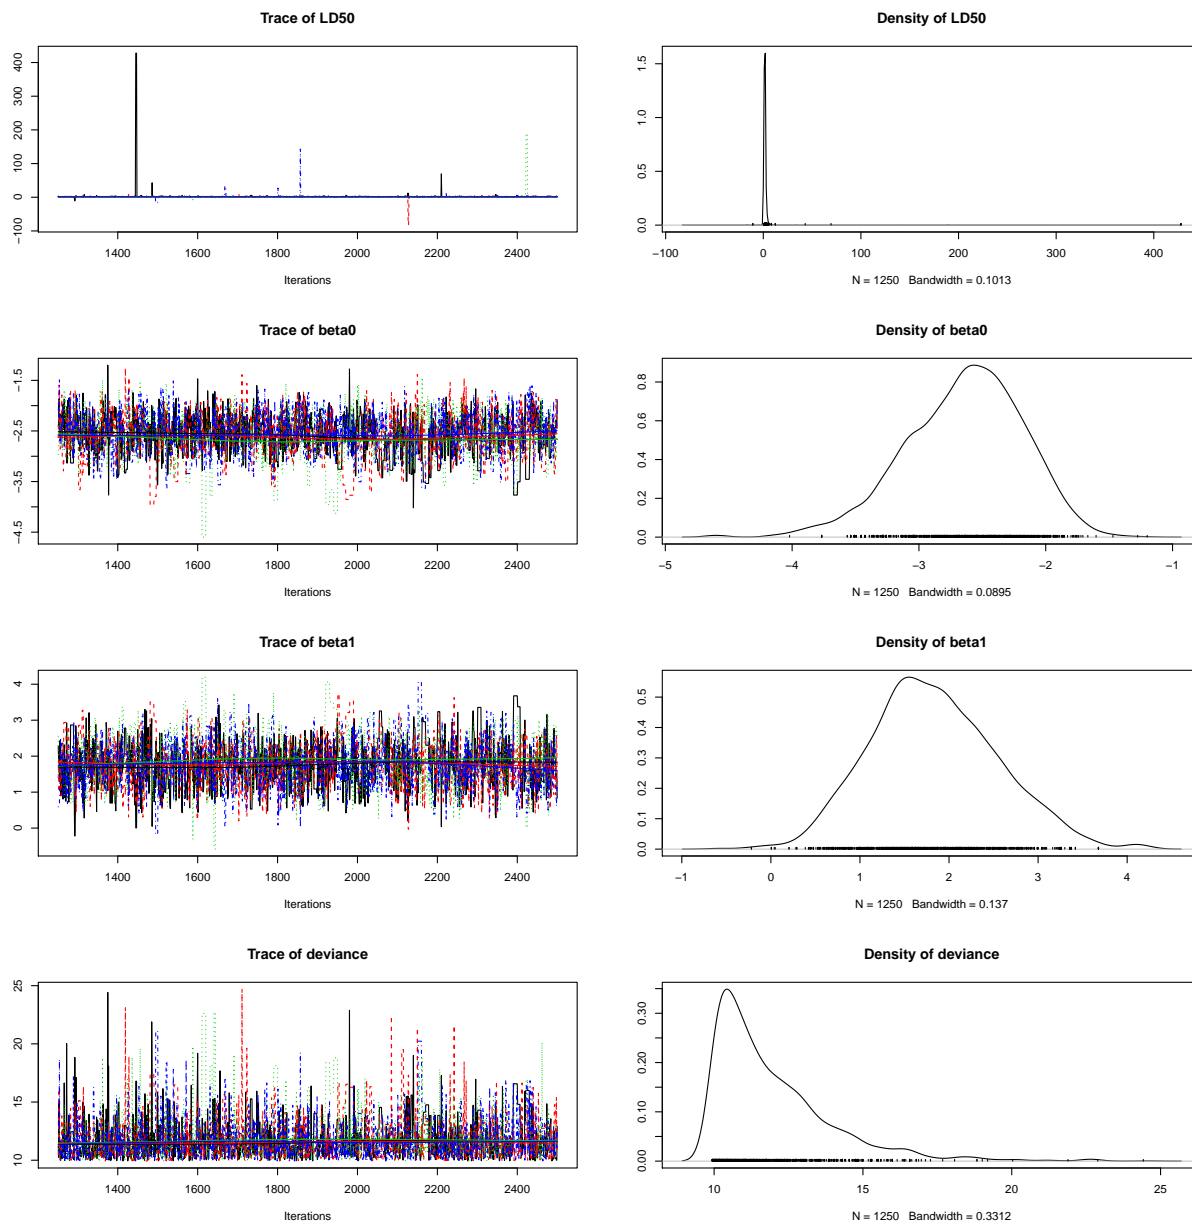 Trace of LD50
Density of LD50
400
300
200
100
0
−100
1400 1600 1800 2000 2200 2400
Iterations
1.5
1.0
0.5
0.0
−100 0 100 200 300 400
N = 1250 Bandwidth = 0.1013
Trace of beta0
Density of beta0
−1.5
−2.5
−3.5
−4.5
1400 1600 1800 2000 2200 2400
Iterations
0.8
0.6
0.4
0.2
0.0
−5 −4 −3 −2 −1
N = 1250 Bandwidth = 0.0895
Trace of beta1
Density of beta1
4
3
2
1
0
1400 1600 1800 2000 2200 2400
Iterations
0.5
0.4
0.3
0.2
0.1
0.0
−1 0 1 2 3 4
N = 1250 Bandwidth = 0.137
Trace of deviance
Density of deviance
25
20
15
10
1400 1600 1800 2000 2200 2400
Iterations
0.30
0.20
0.10
0.00
10 15 20 25
N = 1250 Bandwidth = 0.3312